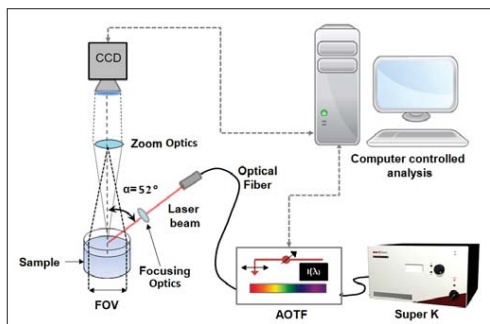 CCD
Zoom Optics
α=52°
Optical
Fiber
Laser
beam
Computer controlled
analysis
Sample
Focusing
Optics
FOV
I(λ)
AOTF
Super K